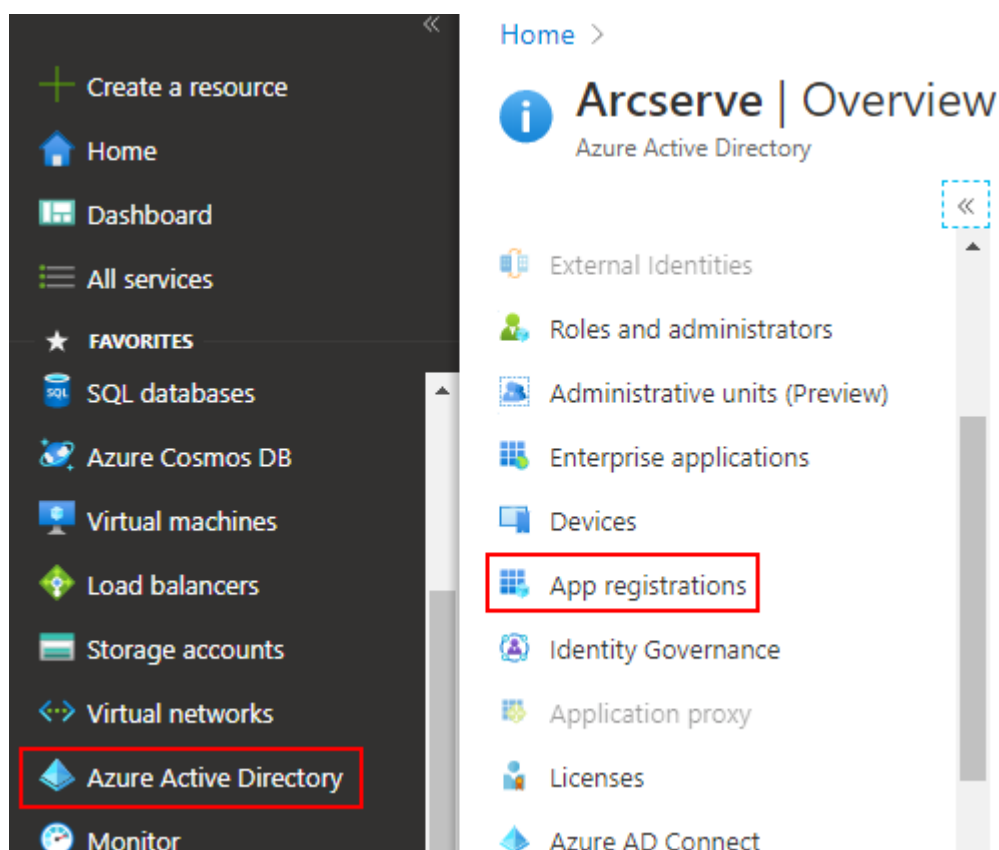 Create a resource
Home
Dashboard
All services
FAVORITES
SQL databases
Azure Cosmos DB
Virtual machines
Load balancers
Storage accounts
Virtual networks
Azure Active Directory
Monitor
Home >
Arcserve | Overview
Azure Active Directory
External Identities
Roles and administrators
Administrative units (Preview)
Enterprise applications
Devices
App registrations
Identity Governance
Application proxy
Licenses
Azure AD Connect